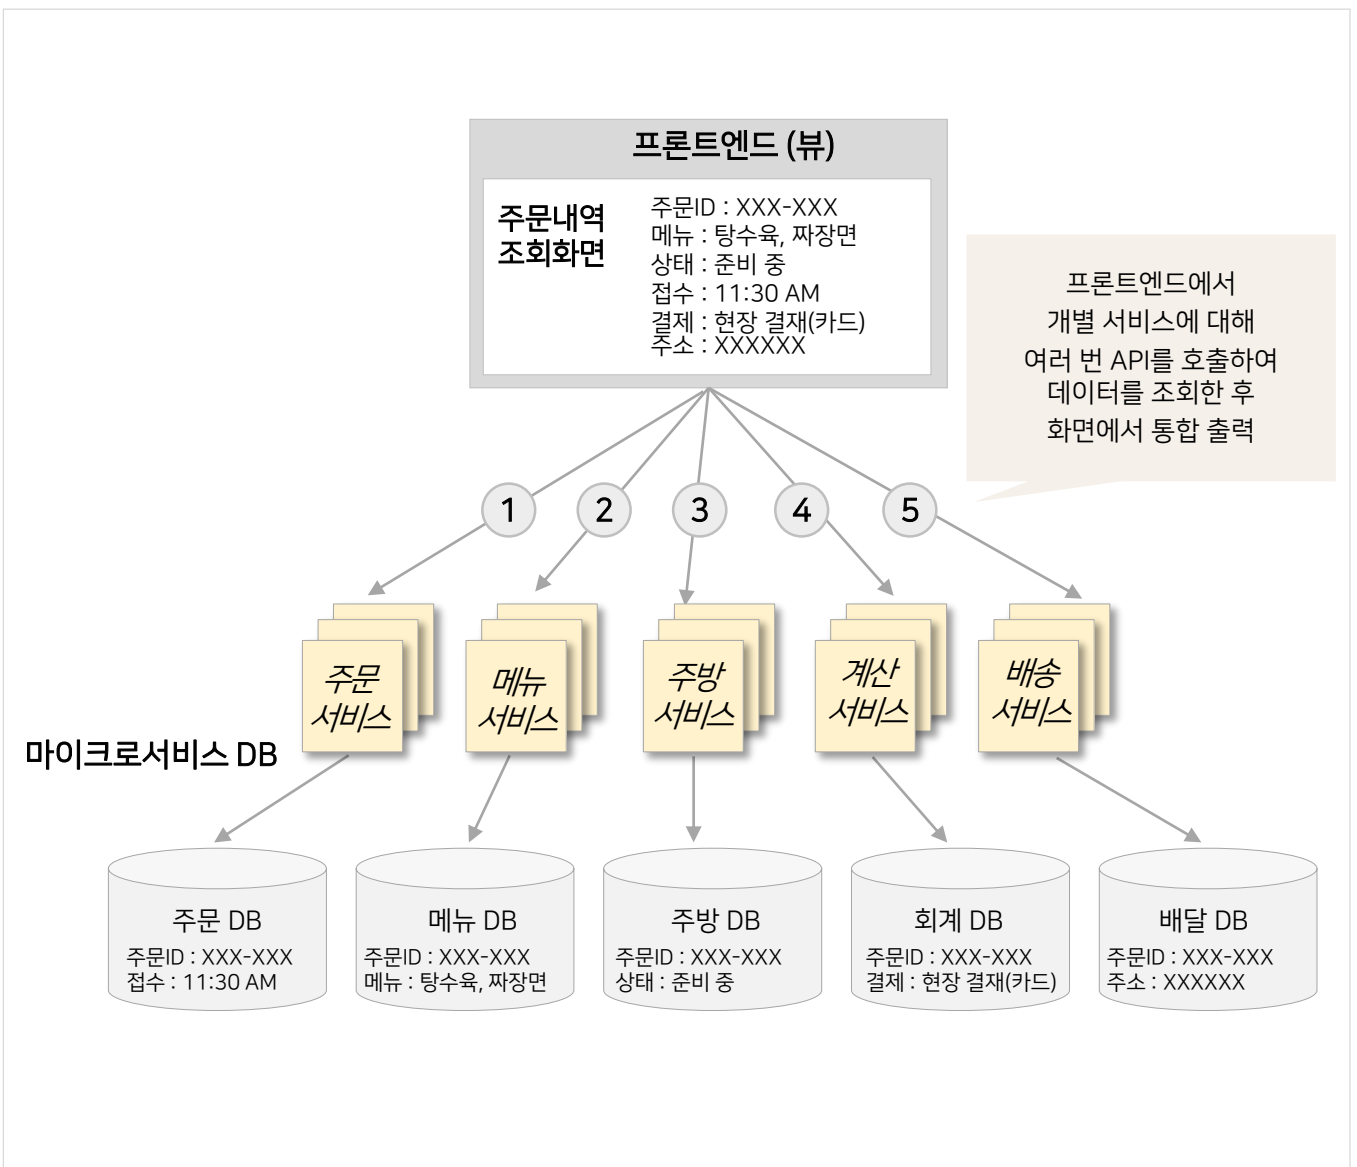 프론트엔드 (뷰)
주문내역
조회화면
주문ID : XXX-XXX
메뉴 : 탕수육, 짜장면
상태 : 준비 중
접수 : 11:30 AM
결제 : 현장 결재(카드)
주소 : XXXXXX
프론트엔드에서
개별 서비스에 대해
여러 번 API를 호출하여
데이터를 조회한 후
화면에서 통합 출력
1
2
3
4
5
주문
서비스
메뉴
서비스
주방
서비스
계산
서비스
배송
서비스
마이크로서비스 DB
주문 DB
주문ID : XXX-XXX
접수 : 11:30 AM
메뉴 DB
주문ID : XXX-XXX
메뉴 : 탕수육, 짜장면
주방 DB
주문ID : XXX-XXX
상태 : 준비 중
회계 DB
주문ID : XXX-XXX
결제 : 현장 결재(카드)
배달 DB
주문ID : XXX-XXX
주소 : XXXXXX